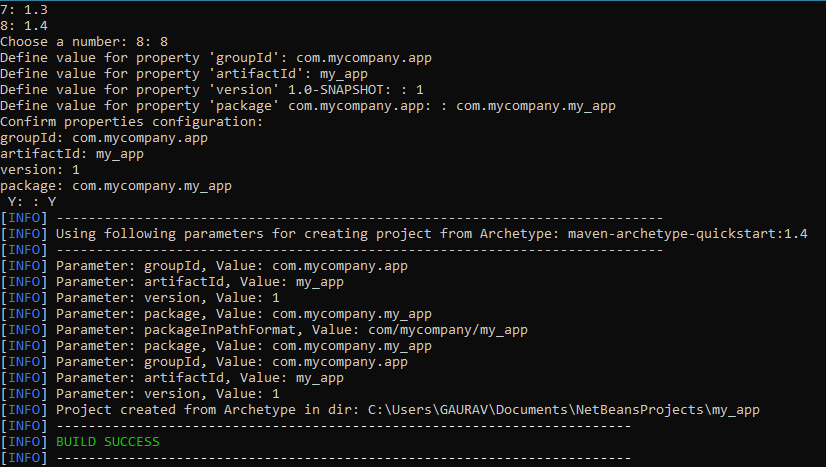 7: 1.3
8: 1.4
Choose a number: 8: 8
Define value for property 'groupId': com.mycompany.app
Define value for property 'artifactId': my_app
Define value for property 'version' 1.0-SNAPSHOT: : 1
Define value for property 'package' com.mycompany.app: : com.mycompany.my_app
Confirm properties configuration:
groupId: com.mycompany.app
artifactId: my_app
version: 1
package: com.mycompany.my_app
 Y: : Y
[INFO] ----------------------------------------------------------------------------
[INFO] Using following parameters for creating project from Archetype: maven-archetype-quickstart:1.4
[INFO] ----------------------------------------------------------------------------
[INFO] Parameter: groupId, Value: com.mycompany.app
[INFO] Parameter: artifactId, Value: my_app
[INFO] Parameter: version, Value: 1
[INFO] Parameter: package, Value: com.mycompany.my_app
[INFO] Parameter: packageInPathFormat, Value: com/mycompany/my_app
[INFO] Parameter: package, Value: com.mycompany.my_app
[INFO] Parameter: groupId, Value: com.mycompany.app
[INFO] Parameter: artifactId, Value: my_app
[INFO] Parameter: version, Value: 1
[INFO] Project created from Archetype in dir: C:\Users\GAURAV\Documents\NetBeansProjects\my_app
[INFO] ------------------------------------------------------------------------
[INFO] BUILD SUCCESS
[INFO] ------------------------------------------------------------------------